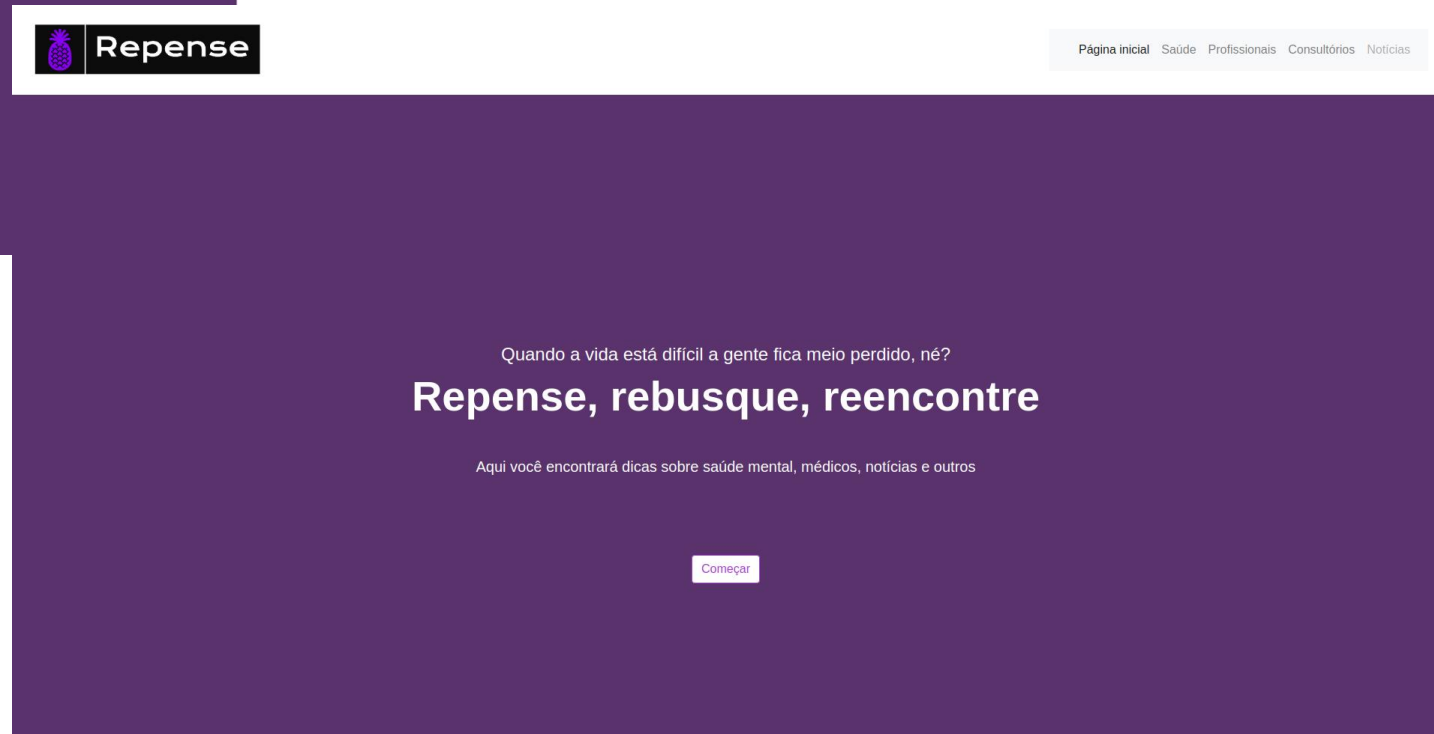 Repense
Página inicial Saúde Profissionais Consultórios Notícias
Quando a vida está difícil a gente fica meio perdido, né?
Repense, rebusque, reencontre
Aqui você encontrará dicas sobre saúde mental, médicos, notícias e outros
Começar